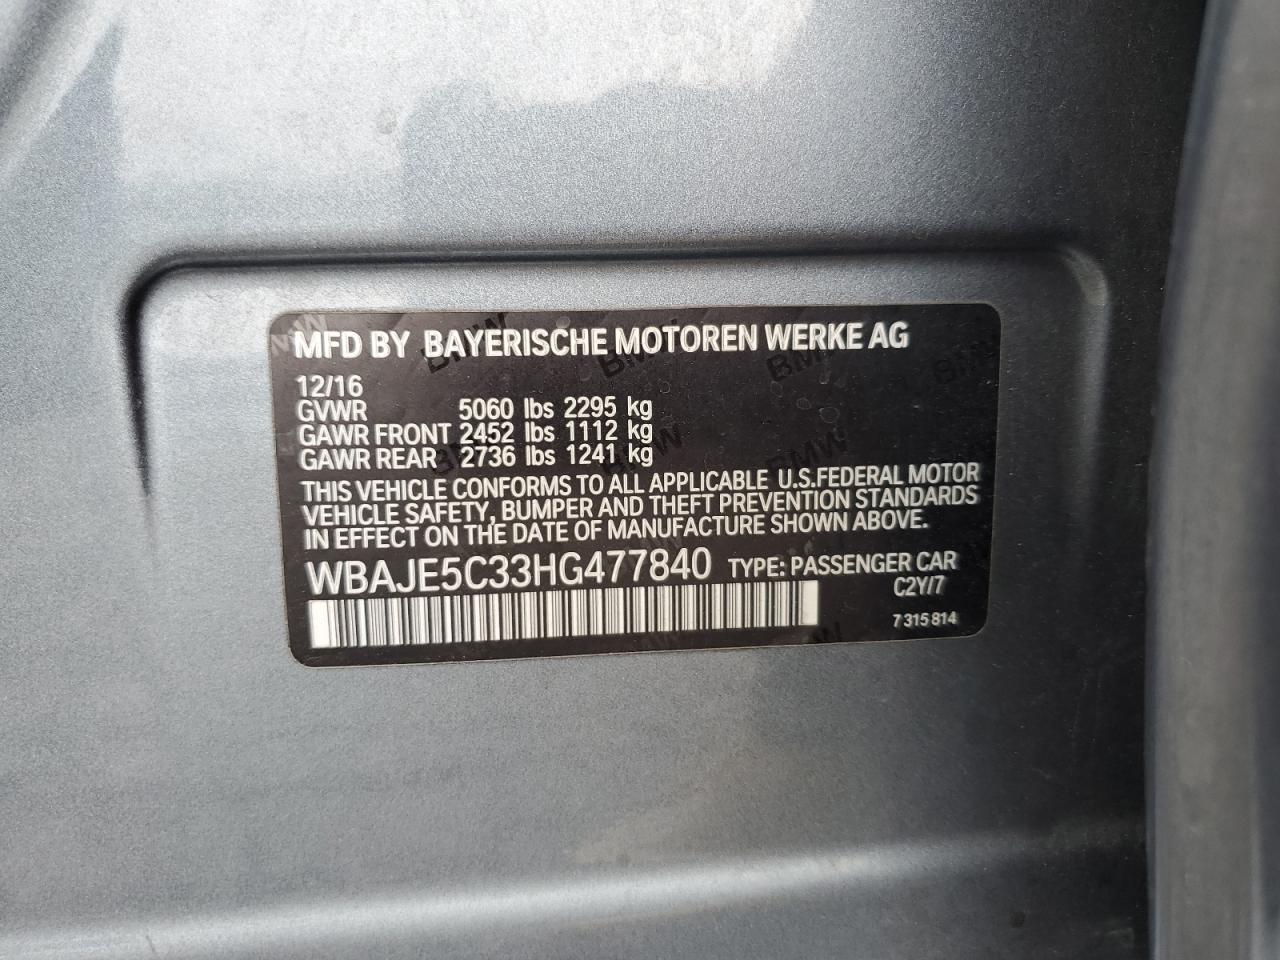 MFD BY BAYERISCHE MOTOREN WERKE AG
12/16
GVWR 5060 lbs 2295 kg
GAWR FRONT 2452 lbs 1112 kg
GAWR REAR 2736 lbs 1241 kg
THIS VEHICLE CONFORMS TO ALL APPLICABLE U.S.FEDERAL MOTOR
VEHICLE SAFETY, BUMPER AND THEFT PREVENTION STANDARDS
IN EFFECT ON THE DATE OF MANUFACTURE SHOWN ABOVE.
WBAJE5C33HG477840 TYPE: PASSENGER CAR
C2Y/7
7 315 814